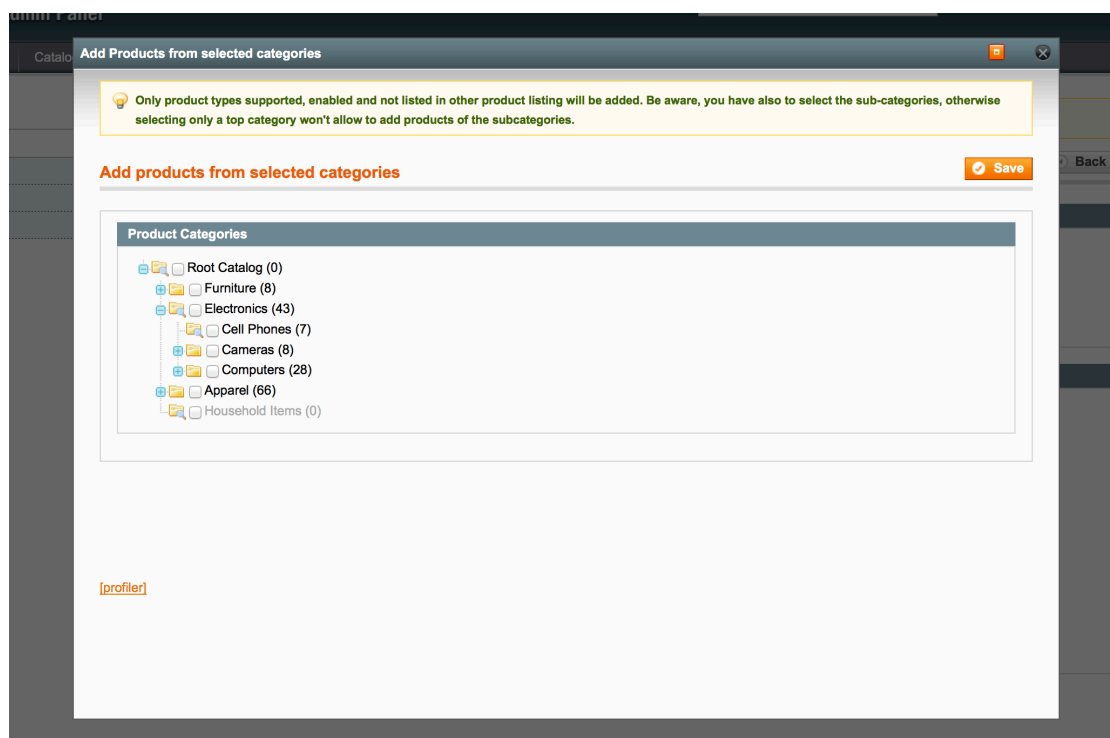 Admin Panel
Catalo
Add Products from selected categories
Only product types supported, enabled and not listed in other product listing will be added. Be aware, you have also to select the sub-categories, otherwise
selecting only a top category won't allow to add products of the subcategories.
Back
Add products from selected categories
Save
Product Categories
Root Catalog (0)
Furniture (8)
Electronics (43)
Cell Phones (7)
Cameras (8)
Computers (28)
Apparel (66)
Household Items (0)
[profiler]